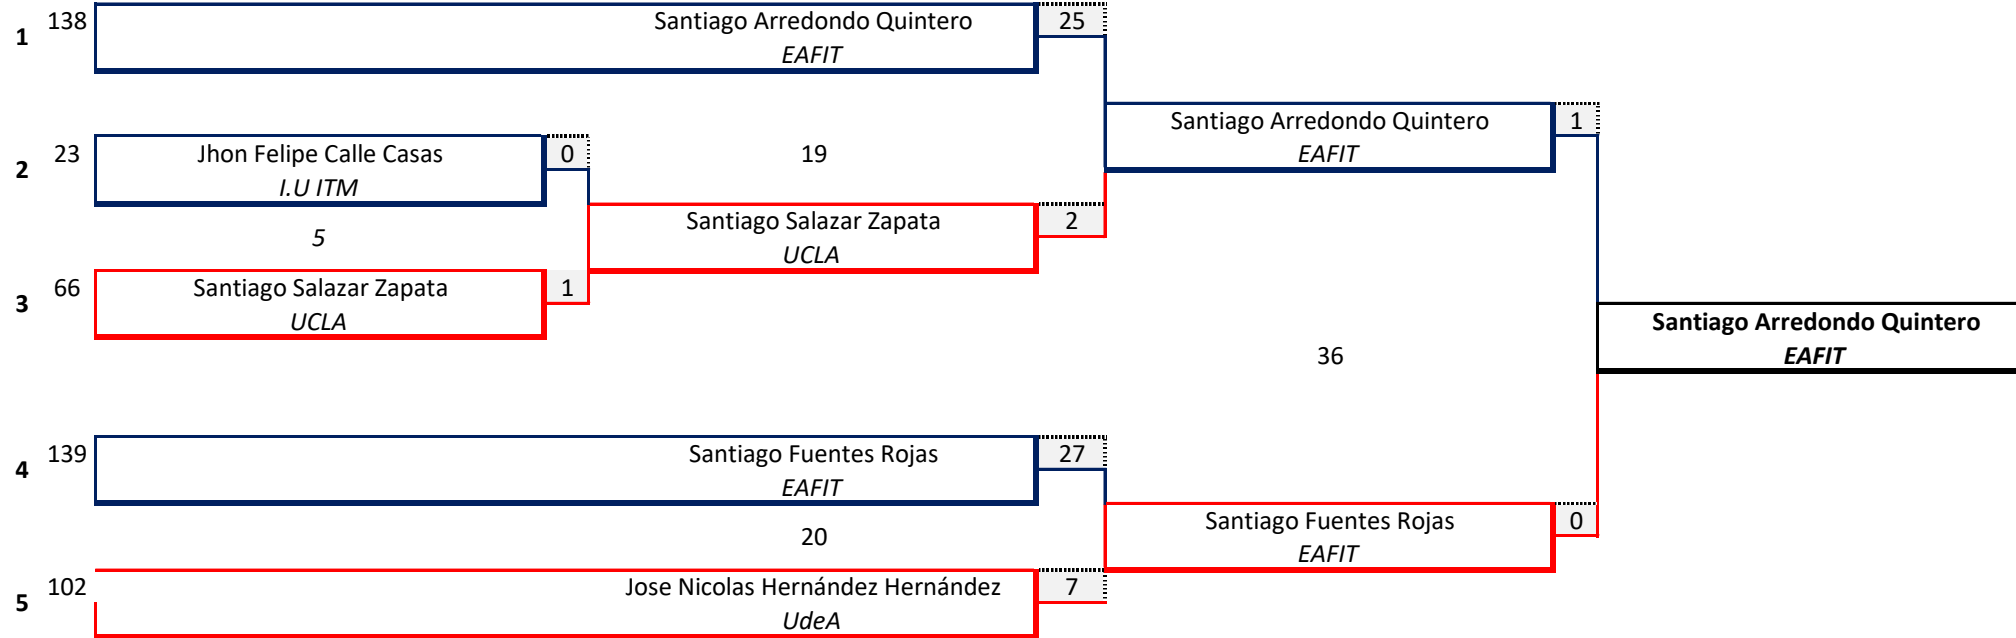 1 138 Santiago Arredondo Quintero 25
EAFIT
Santiago Arredondo Quintero 1
EAFIT
2 23 Jhon Felipe Calle Casas 0
I.U ITM
19
Santiago Salazar Zapata 2
UCLA
5
3 66 Santiago Salazar Zapata 1
UCLA
Santiago Arredondo Quintero
EAFIT
36
4 139 Santiago Fuentes Rojas 27
EAFIT
Santiago Fuentes Rojas 0
EAFIT
20
5 102 Jose Nicolas Hernández Hernández 7
UdeA